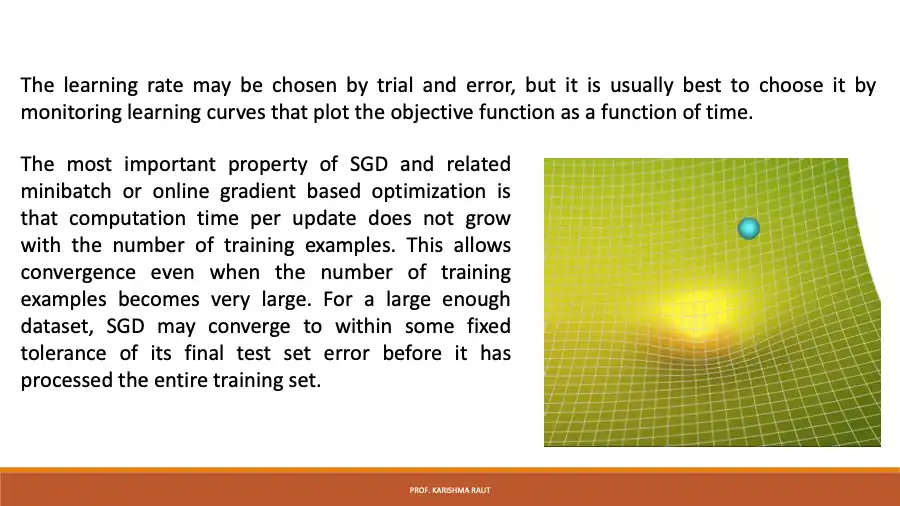 The learning rate may be chosen by trial and error, but it is usually best to choose it by
monitoring learning curves that plot the objective function as a function of time.
The most important property of SGD and related
minibatch or online gradient based optimization is
that computation time per update does not grow
with the number of training examples. This allows
convergence even when the number of training
examples becomes very large. For a large enough
dataset, SGD may converge to within some fixed
tolerance of its final test set error before it has
processed the entire training set.
PROF. KARISHMA RAUT